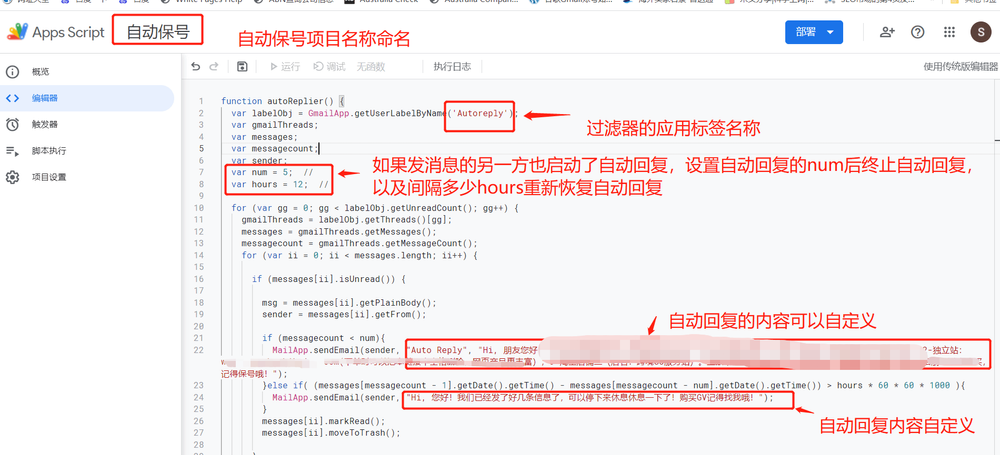 White Pages Help
Australia Check
Australia Compan...
Apps Script
自动保号
自动保号项目名称命名
部署
S
概览
编辑器
触发器
脚本执行
项目设置
运行
调试
无函数
执行日志
使用传统版编辑器
1 function autoReplier() {
2 var labelObj = GmailApp.getUserLabelByName('Autoreply');
3 var gmailThreads;
4 var messages;
5 var messagecount;
6 var sender;
7 var num = 5; //
8 var hours = 12; //
9
10 for (var gg = 0; gg < labelObj.getUnreadCount(); gg++) {
11 gmailThreads = labelObj.getThreads()[gg];
12 messages = gmailThreads.getMessages();
13 messagecount = gmailThreads.getMessageCount();
14 for (var ii = 0; ii < messages.length; ii++) {
15
16 if (messages[ii].isUnread()) {
17
18 msg = messages[ii].getPlainBody();
19 sender = messages[ii].getFrom();
20
21 if (messagecount < num){
22 MailApp.sendEmail(sender, "Auto Reply", "Hi, 朋友您好
-独立站:
记得保号哦! ");
23 }else if( (messages[messagecount - 1].getDate().getTime() - messages[messagecount - num].getDate().getTime()) > hours * 60 * 60 * 1000 ){
24 MailApp.sendEmail(sender, "Hi, 您好! 我们已经发了好几条信息了, 可以停下来休息休息一下了! 购买GV记得找我哦! ");
25 }
26 messages[ii].markRead();
27 messages[ii].moveToTrash();
28
过滤器的应用标签名称
如果发消息的另一方也启动了自动回复，设置自动回复的num后终止自动回复，
以及间隔多少hours重新恢复自动回复
自动回复的内容可以自定义
自动回复内容自定义